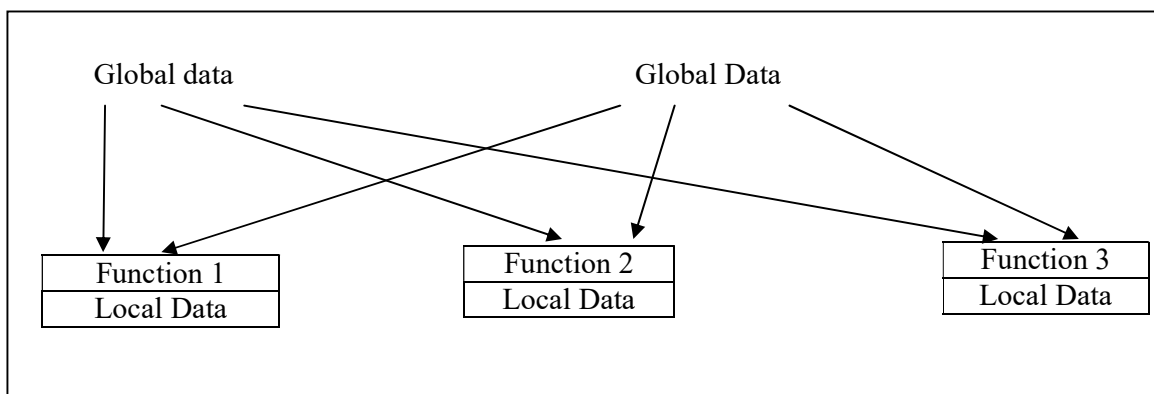 Global data
Global Data
Function 1
Local Data
Function 2
Local Data
Function 3
Local Data